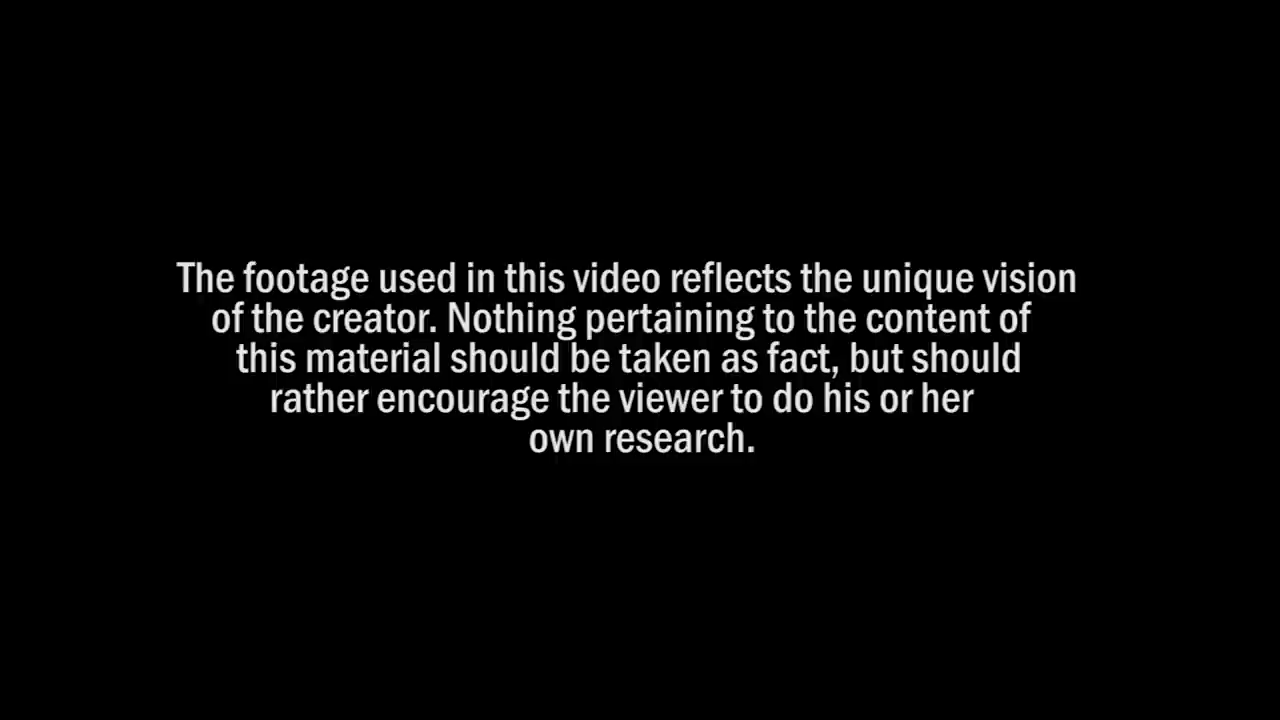 The footage used in this video reflects the unique vision
of the creator. Nothing pertaining to the content of
this material should be taken as fact, but should
rather encourage the viewer to do his or her
own research.